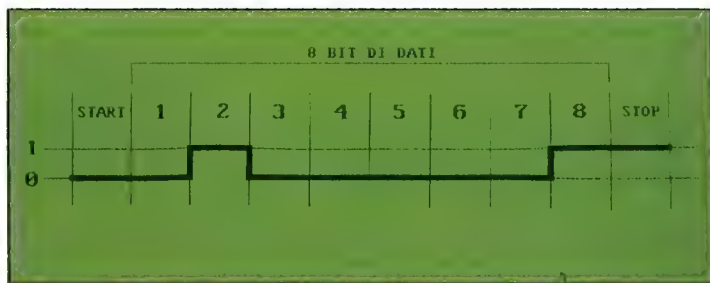 8 BIT DI DATI
START 1 2 3 4 5 6 7 8 STOP
1
0